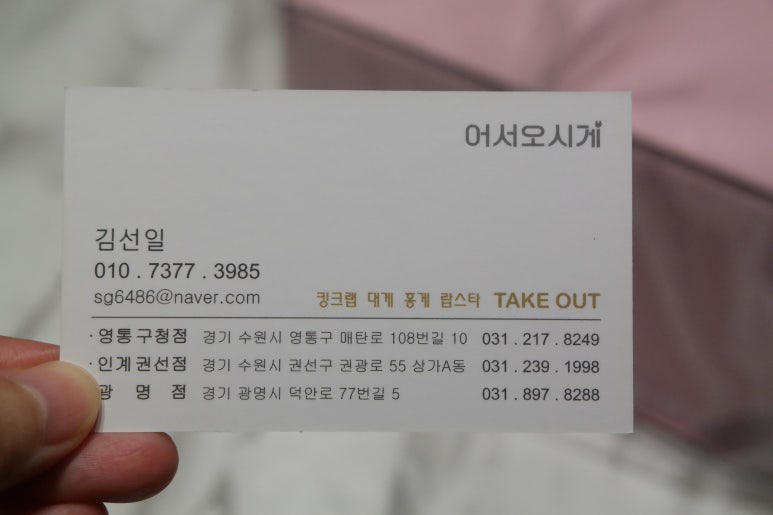 어서오시게
김선일
010 . 7377 . 3985
sg6486@naver.com
킹크랩 대게 홍게 랍스타 TAKE OUT
· 영통구청점 경기 수원시 영통구 매탄로 108번길 10 031 . 217 . 8249
· 인계권선점 경기 수원시 권선구 권광로 55 상가A동 031 . 239 . 1998
광 명 점 경기 광명시 덕안로 77번길 5 031 . 897 . 8288